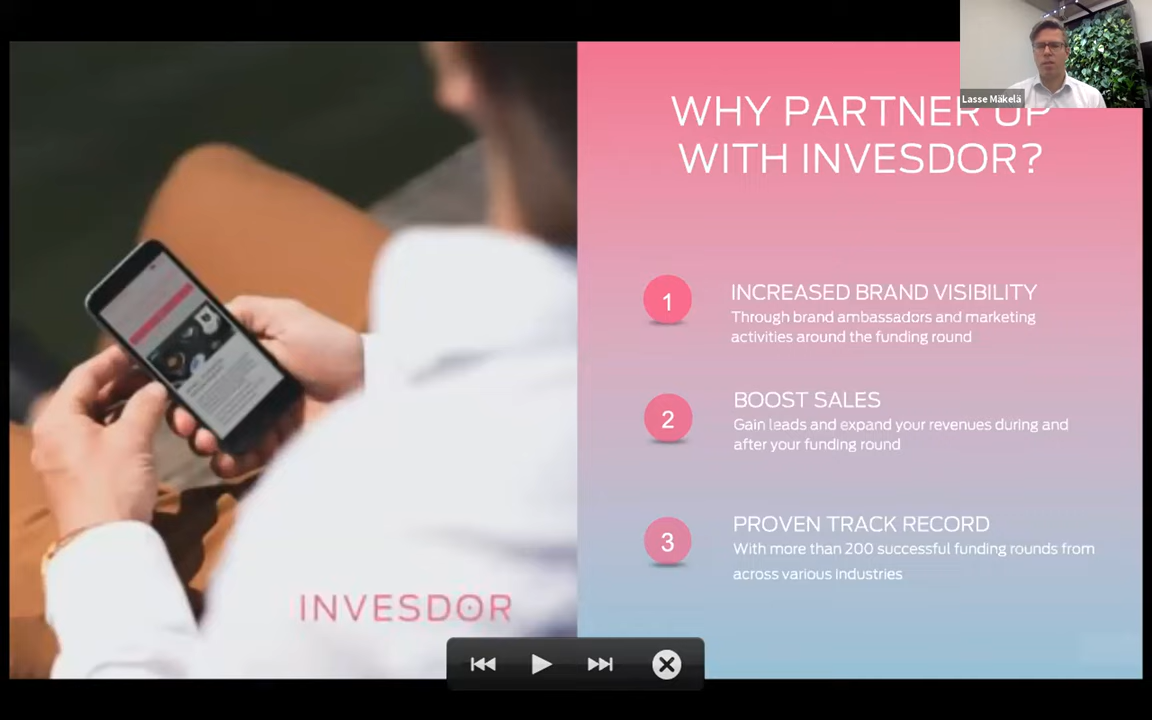 Lasse Mäkelä
WHY PARTNER UP
WITH INVESDOR?
1
INCREASED BRAND VISIBILITY
Through brand ambassadors and marketing
activities around the funding round
2
BOOST SALES
Gain leads and expand your revenues during and
after your funding round
3
PROVEN TRACK RECORD
With more than 200 successful funding rounds from
across various industries
INVESDOR